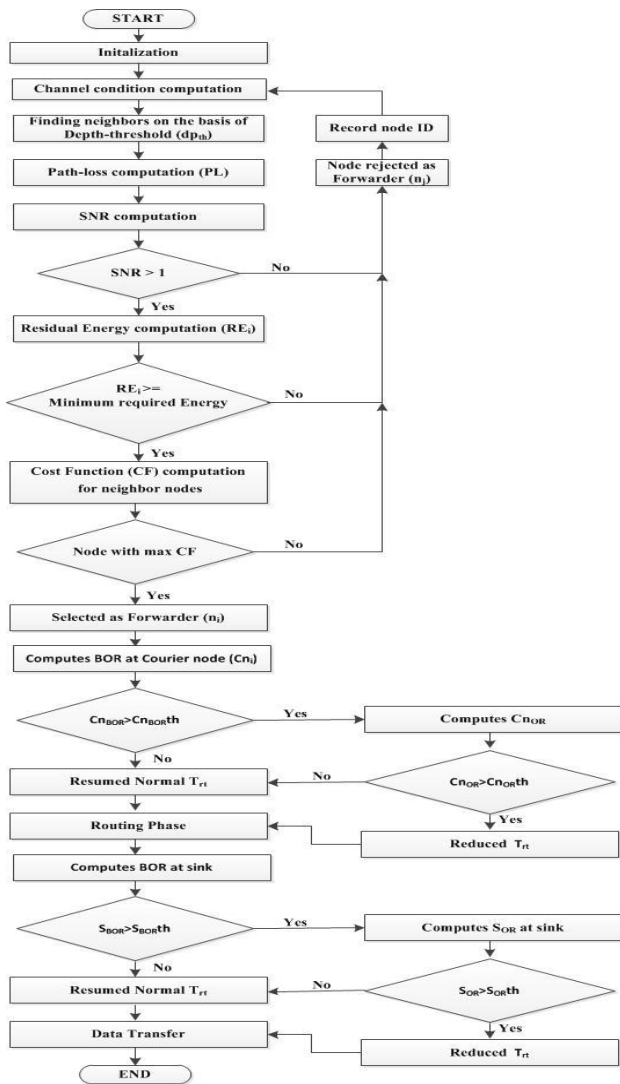 START
Initalization
Channel condition computation
Finding neighbors on the basis of
Depth-threshold (dpth)
Record node ID
Path-loss computation (PL)
Node rejected as
Forwarder (nj)
SNR computation
SNR > 1
No
Yes
Residual Energy computation (REi)
REi>=
Minimum required Energy
No
Yes
Cost Function (CF) computation
for neighbor nodes
Node with max CF
No
Yes
Selected as Forwarder (ni)
Computes BOR at Courier node (Cni)
CnBOR>CnBORth
Yes
Computes CnOR
No
Resumed Normal Trt
No
CnOR>CnORth
Yes
Routing Phase
Reduced Trt
Computes BOR at sink
SBOR>SBORth
Yes
Computes SOR at sink
No
Resumed Normal Trt
No
SOR>SORth
Yes
Data Transfer
Reduced Trt
END